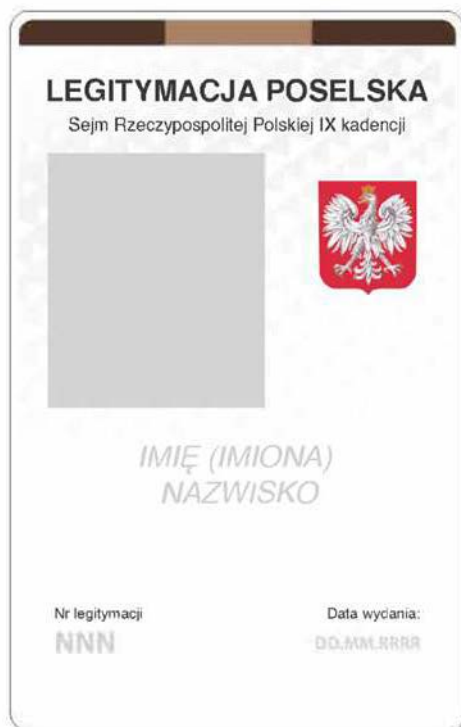 LEGITYMACJA POSELSKA
Sejm Rzeczypospolitej Polskiej IX kadencji
IMIĘ (IMIONA)
NAZWISKO
Nr legitymacji
Data wydania:
NNN
DD.MM.RRRR